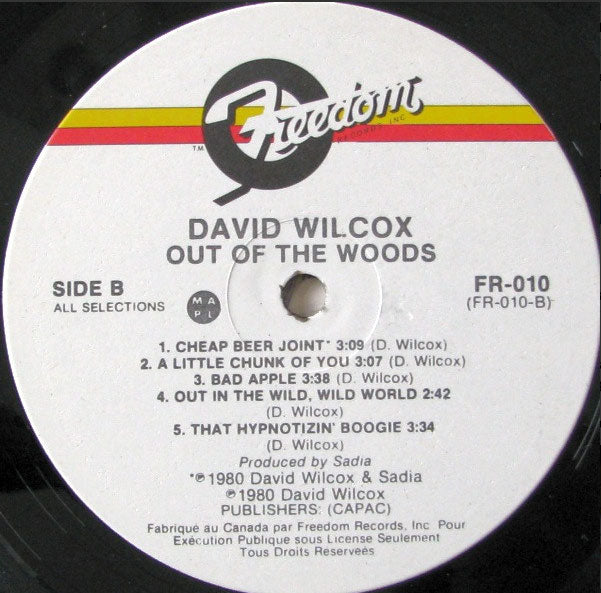 Freedom
RECORDS INC
TM
DAVID WILCOX
OUT OF THE WOODS
SIDE B
ALL SELECTIONS
MA
PL
FR-010
(FR-010-B)
1. CHEAP BEER JOINT* 3:09 (D. Wilcox)
2. A LITTLE CHUNK OF YOU 3:07 (D. Wilcox)
3. BAD APPLE 3:38 (D. Wilcox)
4. OUT IN THE WILD, WILD WORLD 2:42
(D. Wilcox)
5. THAT HYPNOTIZIN' BOOGIE 3:34
(D. Wilcox)
Produced by Sadia
*℗1980 David Wilcox & Sadia
℗1980 David Wilcox
PUBLISHERS: (CAPAC)
Fabriqué au Canada par Freedom Records, Inc Pour
Exécution Publique sous License Seulement
Tous Droits Reservees